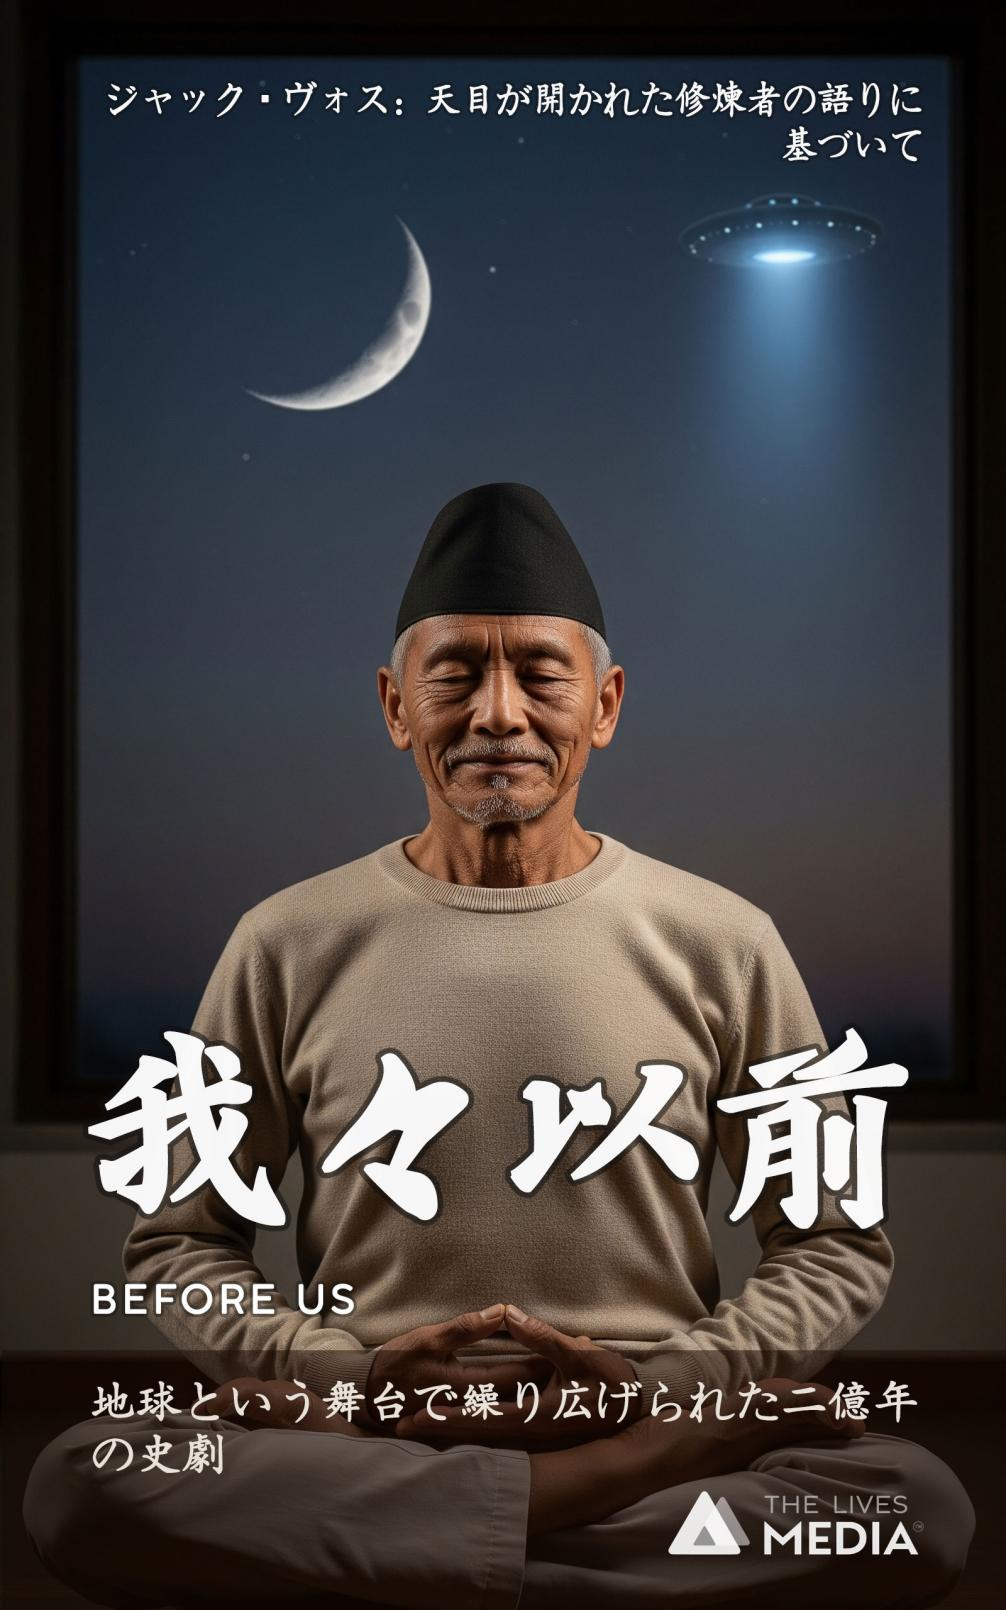 ジャック・ヴォス：天目が開かれた修煉者の語りに
基づいて
我々以前
BEFORE US
地球という舞台で繰り広げられた二億年
の史劇
THE LIVES
MEDIA™